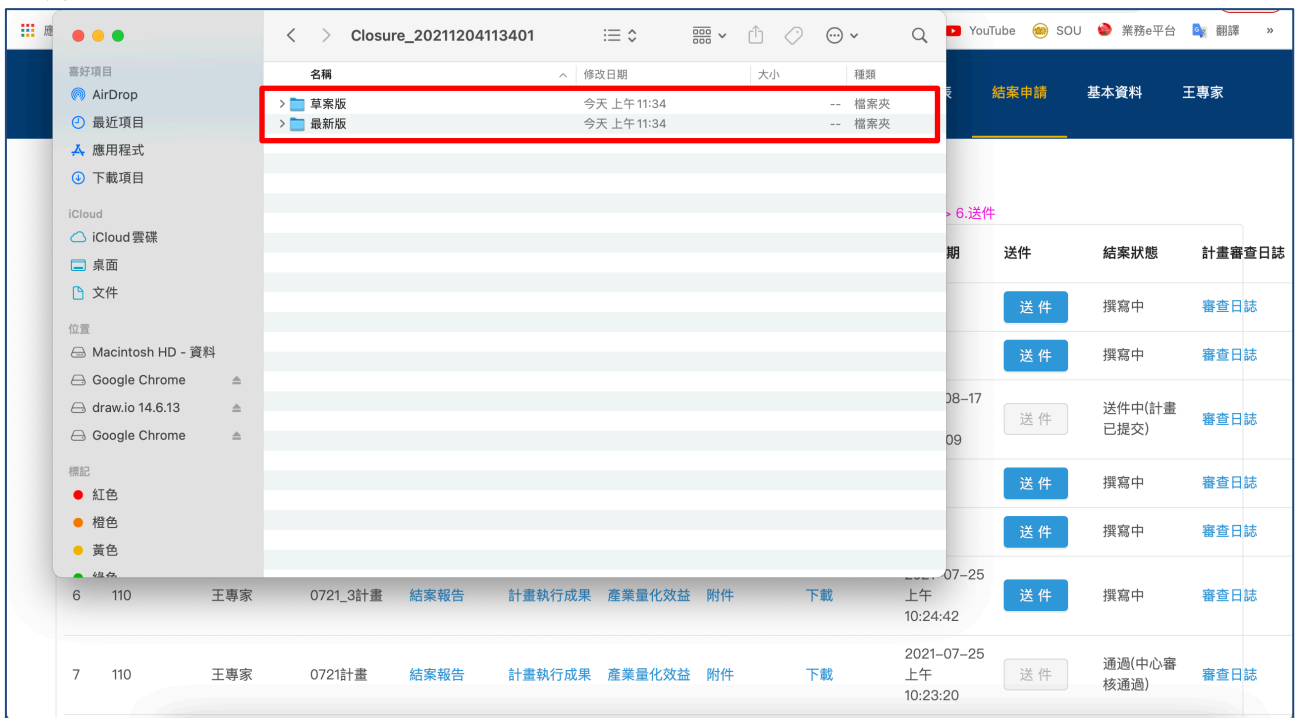 Closure_20211204113401
YouTube SOU 業務e平台 翻譯 »
喜好項目
AirDrop
最近項目
應用程式
下載項目
iCloud
iCloud雲碟
桌面
文件
位置
Macintosh HD - 資料
Google Chrome
draw.io 14.6.13
Google Chrome
標記
紅色
橙色
黃色
名稱 修改日期 大小 種類
草案版 今天 上午11:34 -- 檔案夾
最新版 今天 上午11:34 -- 檔案夾
結案申請 基本資料 王專家
> 6.送件
期 送件 結案狀態 計畫審查日誌
送件 撰寫中 審查日誌
送件 撰寫中 審查日誌
08-17
09 送件 送件中(計畫
已提交) 審查日誌
送件 撰寫中 審查日誌
送件 撰寫中 審查日誌
6 110 王專家 0721_3計畫 結案報告 計畫執行成果 產業量化效益 附件 下載 2021-07-25
上午
10:24:42 送件 撰寫中 審查日誌
7 110 王專家 0721計畫 結案報告 計畫執行成果 產業量化效益 附件 下載 2021-07-25
上午
10:23:20 送件 通過(中心審
核通過) 審查日誌